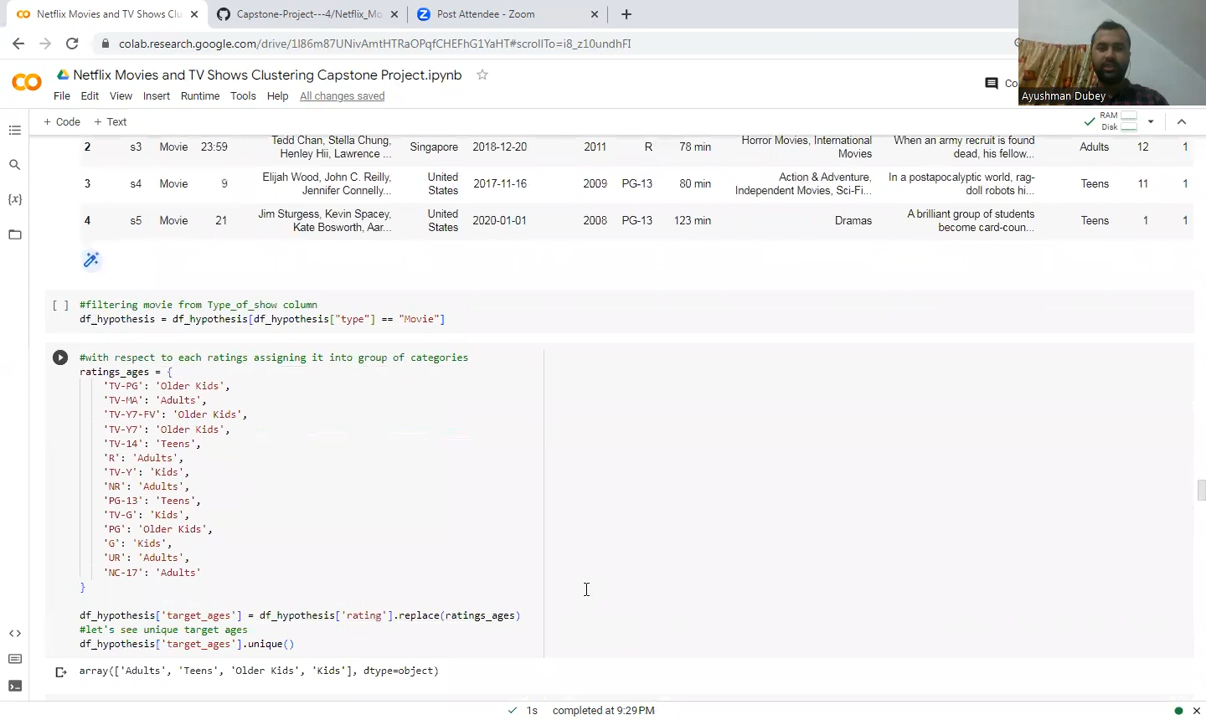 Netflix Movies and TV Shows Clu
Capstone-Project---4/Netflix_Mo
Post Attendee - Zoom
colab.research.google.com/drive/1l86m87UNivAmtHTRaOPqfCHEFhG1YaHT#scrollTo=i8_z10undhFI
Netflix Movies and TV Shows Clustering Capstone Project.ipynb
Co
Ayushman Dubey
File Edit View Insert Runtime Tools Help All changes saved
+ Code + Text
RAM
Disk
2 s3 Movie 23:59 Tedd Chan, Stella Chung, Henley Hii, Lawrence ... Singapore 2018-12-20 2011 R 78 min Horror Movies, International Movies When an army recruit is found dead, his fellow... Adults 12 1
3 s4 Movie 9 Elijah Wood, John C. Reilly, Jennifer Connelly... United States 2017-11-16 2009 PG-13 80 min Action & Adventure, Independent Movies, Sci-Fi... In a postapocalyptic world, rag-doll robots hi... Teens 11 1
4 s5 Movie 21 Jim Sturgess, Kevin Spacey, Kate Bosworth, Aar... United States 2020-01-01 2008 PG-13 123 min Dramas A brilliant group of students become card-coun... Teens 1 1
[ ] #filtering movie from Type_of_show column
df_hypothesis = df_hypothesis[df_hypothesis["type"] == "Movie"]
#with respect to each ratings assigning it into group of categories
ratings_ages = {
'TV-PG': 'Older Kids',
'TV-MA': 'Adults',
'TV-Y7-FV': 'Older Kids',
'TV-Y7': 'Older Kids',
'TV-14': 'Teens',
'R': 'Adults',
'TV-Y': 'Kids',
'NR': 'Adults',
'PG-13': 'Teens',
'TV-G': 'Kids',
'PG': 'Older Kids',
'G': 'Kids',
'UR': 'Adults',
'NC-17': 'Adults'
}
df_hypothesis['target_ages'] = df_hypothesis['rating'].replace(ratings_ages)
#let's see unique target ages
df_hypothesis['target_ages'].unique()
array(['Adults', 'Teens', 'Older Kids', 'Kids'], dtype=object)
1s completed at 9:29PM